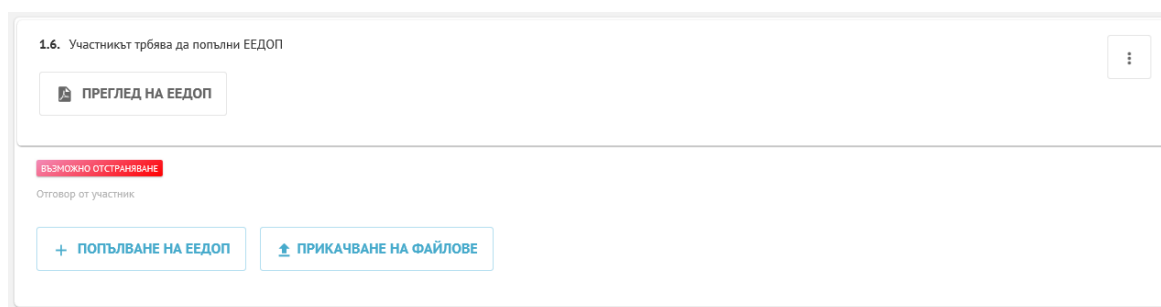 1.6. Участникът трбява да попълни ЕЕДОП
ПРЕГЛЕД НА ЕЕДОП
ВЪЗМОЖНО ОТСТРАНЯВАНЕ
Отговор от участник
+ ПОПЪЛВАНЕ НА ЕЕДОП ПРИКАЧВАНЕ НА ФАЙЛОВЕ